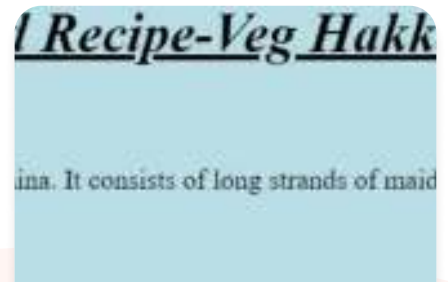 Recipe-Veg Hakk
ina. It consists of long strands of maid